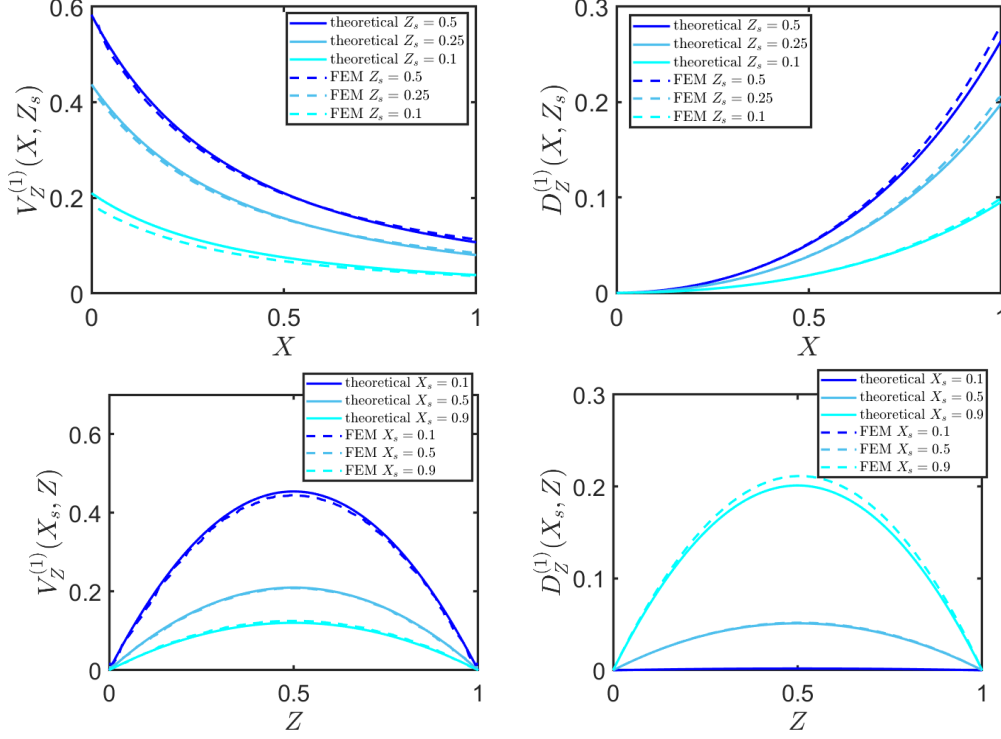 0.6
0.4
0.2
0
V_Z^{(1)}(X, Z_s)
theoretical Z_s = 0.5
theoretical Z_s = 0.25
theoretical Z_s = 0.1
FEM Z_s = 0.5
FEM Z_s = 0.25
FEM Z_s = 0.1
0 0.5 1
X
0.3
0.2
0.1
0
D_Z^{(1)}(X, Z_s)
theoretical Z_s = 0.5
theoretical Z_s = 0.25
theoretical Z_s = 0.1
FEM Z_s = 0.5
FEM Z_s = 0.25
FEM Z_s = 0.1
0 0.5 1
X
0.6
0.4
0.2
0
V_Z^{(1)}(X_s, Z)
theoretical X_s = 0.1
theoretical X_s = 0.5
theoretical X_s = 0.9
FEM X_s = 0.1
FEM X_s = 0.5
FEM X_s = 0.9
0 0.5 1
Z
0.3
0.2
0.1
0
D_Z^{(1)}(X_s, Z)
theoretical X_s = 0.1
theoretical X_s = 0.5
theoretical X_s = 0.9
FEM X_s = 0.1
FEM X_s = 0.5
FEM X_s = 0.9
0 0.5 1
Z